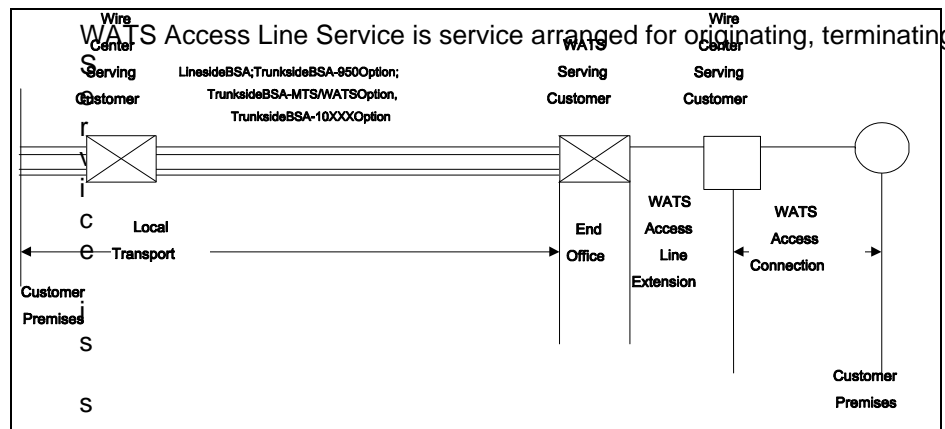 WATS Access Line Service is service arranged for originating, terminating
S
e
r
v
i
c
e
i
s
s
Wire
Center
Serving
Customer
LinesideBSA;TrunksideBSA-950Option;
TrunksideBSA-MTS/WATSOption,
TrunksideBSA-10XXXOption
WATS
Serving
Customer
Wire
Center
Serving
Customer
Local
Transport
End
Office
WATS
Access
Line
Extension
WATS
Access
Connection
Customer
Premises
Customer
Premises